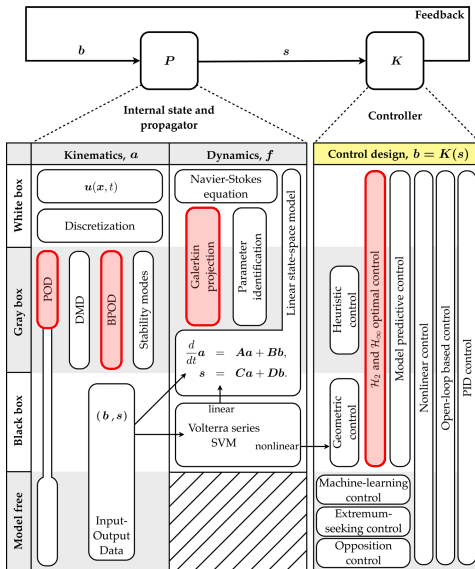 Feedback
b
P
s
K
Internal state and
propagator
Controller
Kinematics, a
Dynamics, f
Control design, b = K(s)
White box
Gray box
Black box
Model free
u(x, t)
Discretization
POD
DMD
BPOD
Stability modes
(b, s)
Input-
Output
Data
Navier-Stokes
equation
Galerkin
projection
Parameter
identification
Linear state-space model
d/dt a = Aa + Bb,
s = Ca + Db.
linear
Volterra series
SVM
nonlinear
Heuristic
control
Geometric
control
H₂ and H∞ optimal control
Model predictive control
Nonlinear control
Open-loop based control
PID control
Machine-learning
control
Extremum-
seeking control
Opposition
control